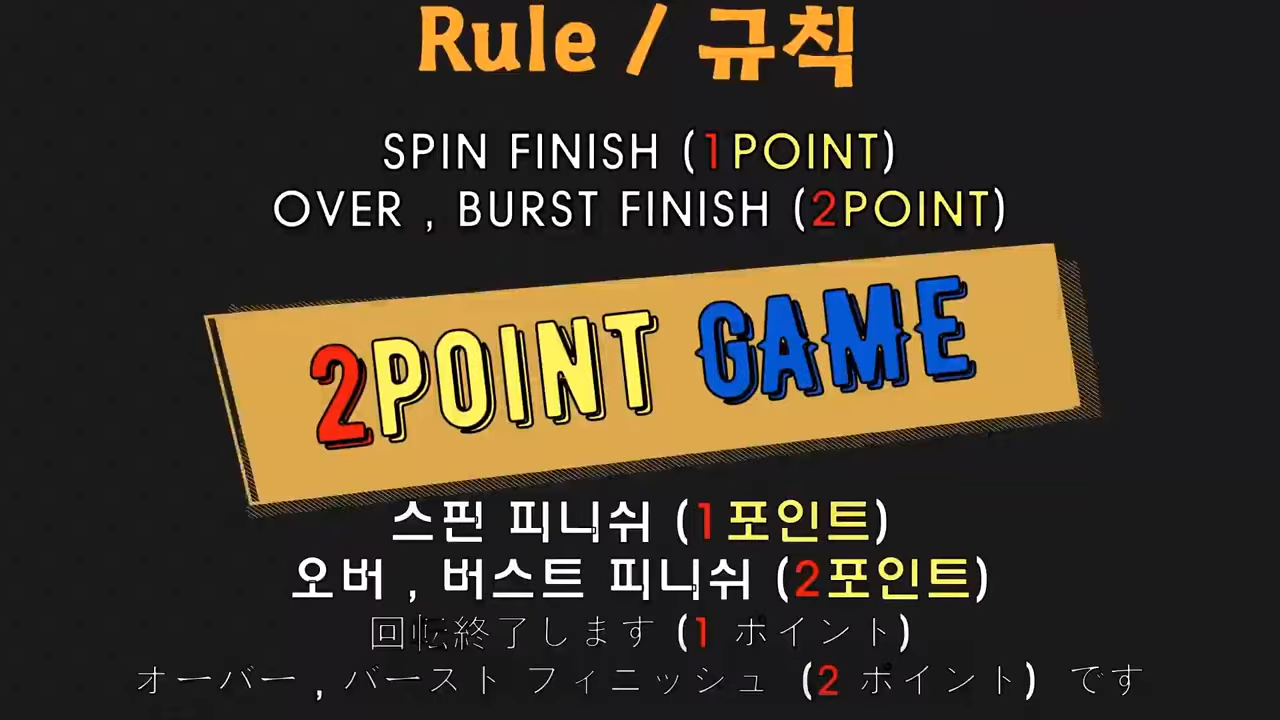 Rule / 규칙
SPIN FINISH (1POINT)
OVER , BURST FINISH (2POINT)
2POINT GAME
스핀 피니쉬 (1포인트)
오버 , 버스트 피니쉬 (2포인트)
回転終了します (1 ポイント)
オーバー , バースト フィニッシュ (2 ポイント) です